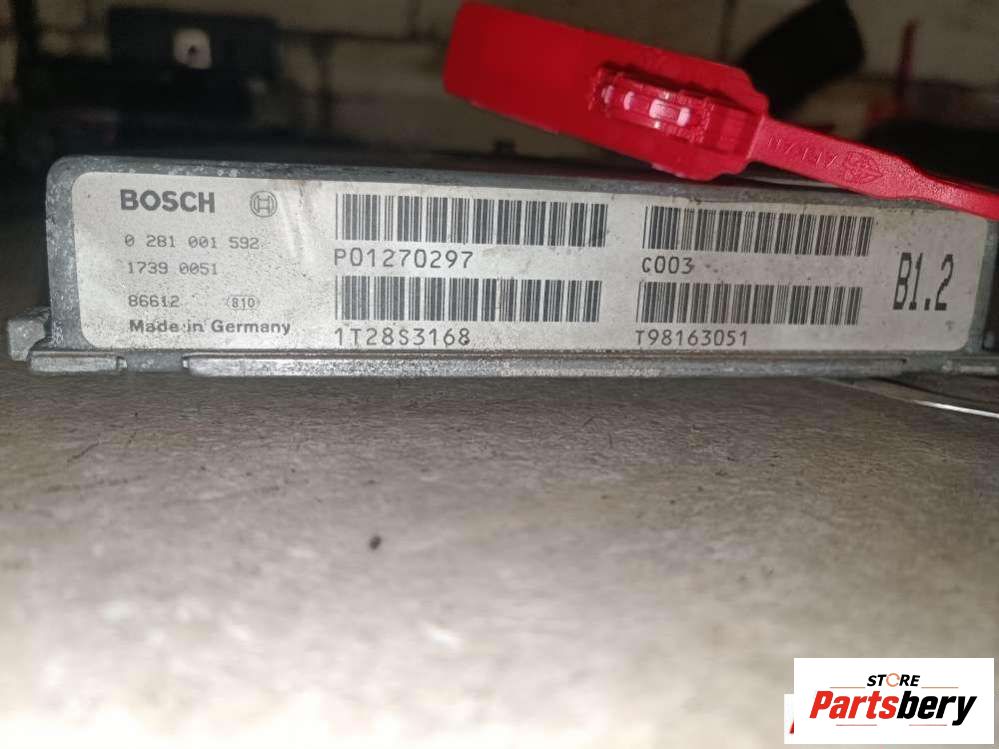 BOSCH
0 281 001 592
1739 0051
86612 810
Made in Germany
P01270297
1T28S3168
C003
T98163051
B1.2
STORE
Partsbery